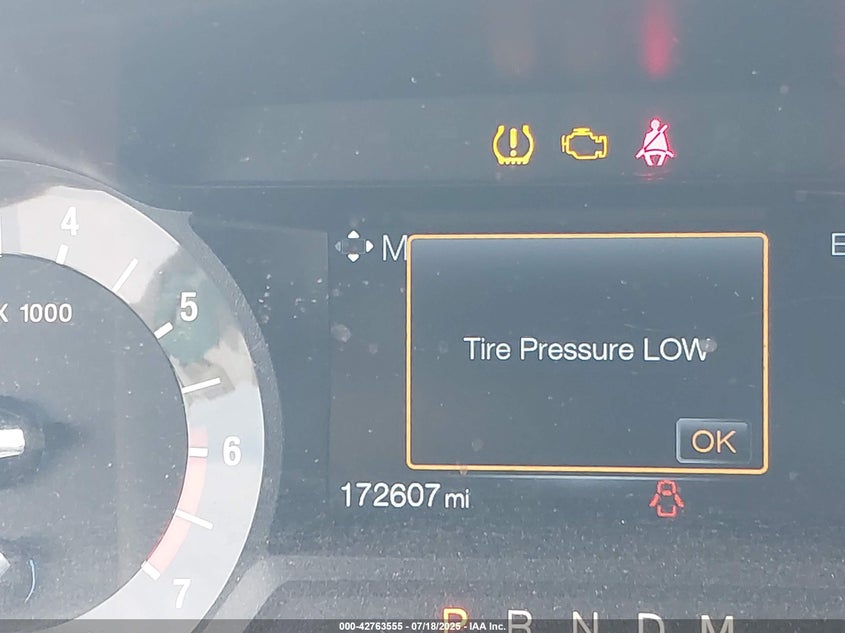 4
5
X 1000
M
E
Tire Pressure LOW
6
OK
172607 mi
7
P R N D M
000-42763555 - 07/18/2025 - IAA Inc.